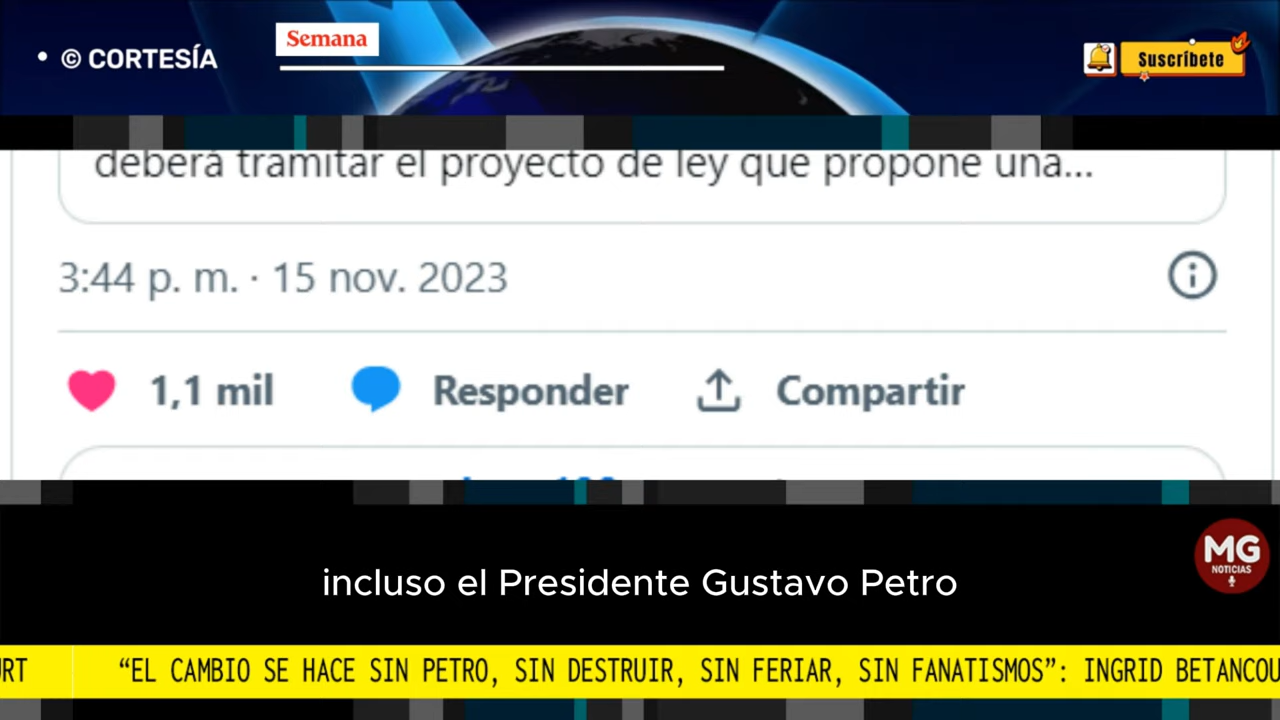 • © CORTESÍA
Semana
Suscríbete
deberá tramitar el proyecto de ley que propone una...
3:44 p. m. · 15 nov. 2023
1,1 mil
Responder
Compartir
MG
NOTICIAS
incluso el Presidente Gustavo Petro
URT “EL CAMBIO SE HACE SIN PETRO, SIN DESTRUIR, SIN FERIAR, SIN FANATISMOS”: INGRID BETANCOU